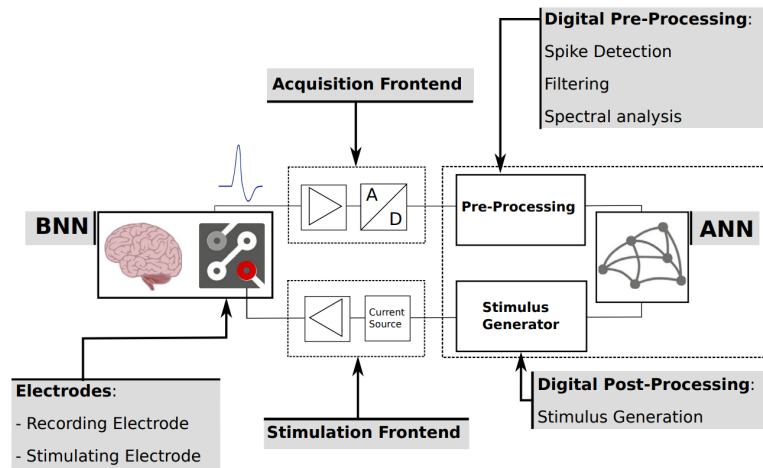 Digital Pre-Processing:
Spike Detection
Filtering
Spectral analysis
Acquisition Frontend
BNN
A
D
Pre-Processing
ANN
Current
Source
Stimulus
Generator
Electrodes:
- Recording Electrode
- Stimulating Electrode
Stimulation Frontend
Digital Post-Processing:
Stimulus Generation